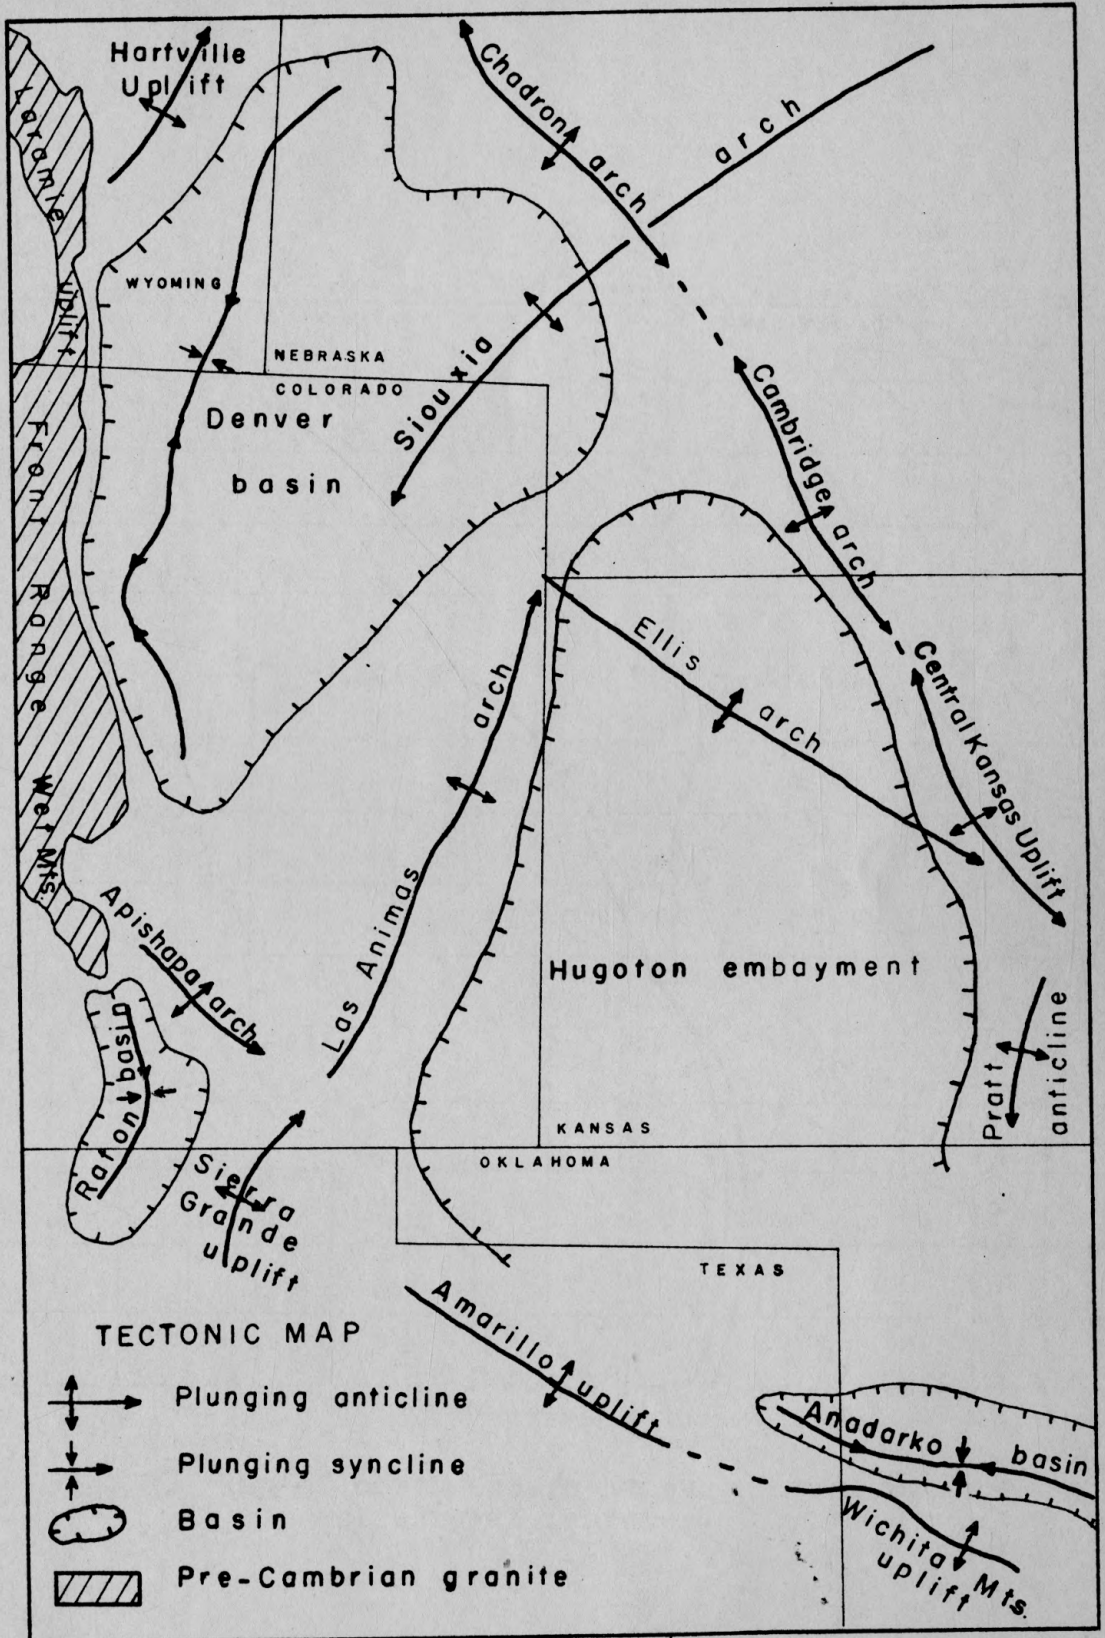 Hartville
Uplift
Chadron arch
arch
Laramie uplift
WYOMING
NEBRASKA
COLORADO
Siouxia
Denver
basin
Cambridge arch
Front Range
Ellis arch
Central Kansas Uplift
Las Animas arch
Wet Mts.
Apishapa arch
Hugoton embayment
Raton basin
Pratt
anticline
KANSAS
OKLAHOMA
Sierra
Grande
uplift
TEXAS
Amarillo uplift
Anadarko basin
Wichita Mts.
uplift
TECTONIC MAP
Plunging anticline
Plunging syncline
Basin
Pre-Cambrian granite